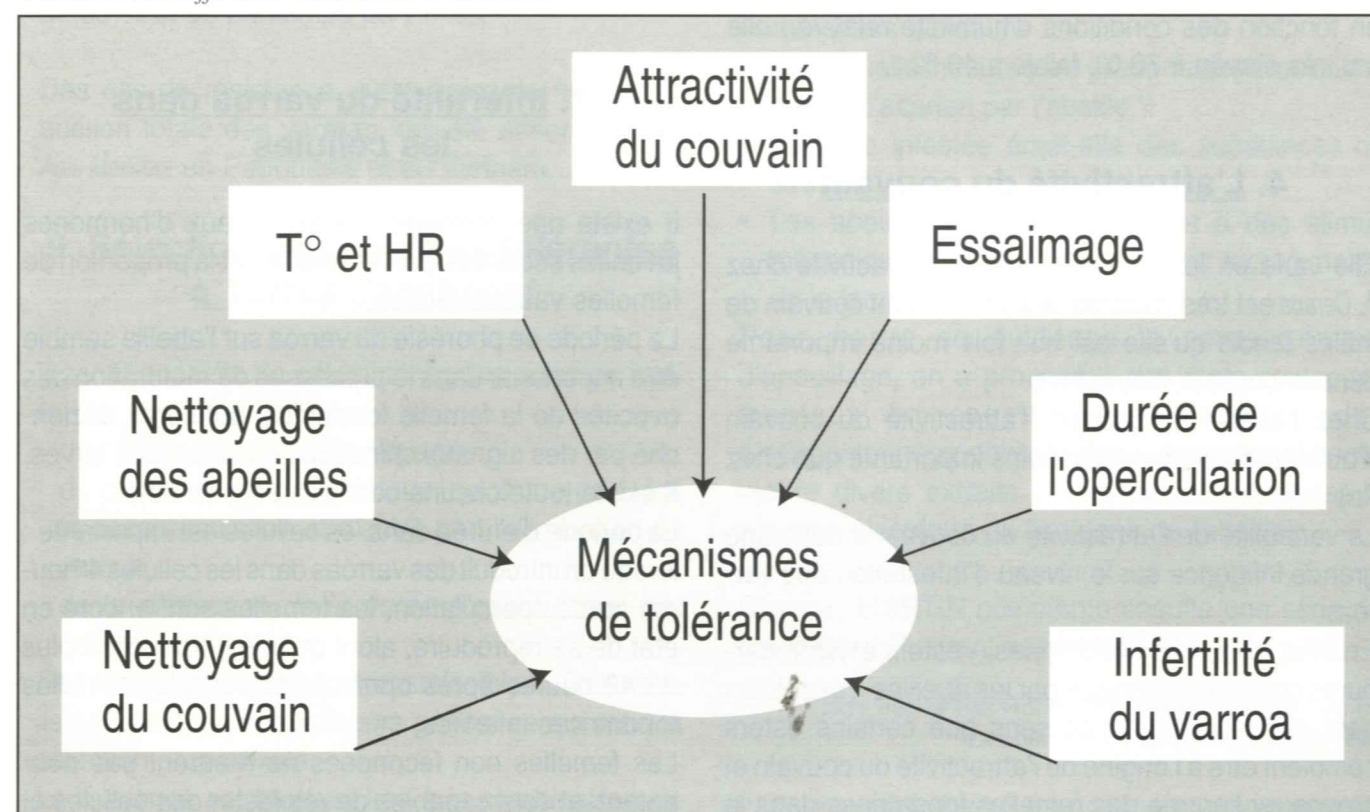 Attractivité
du couvain
T° et HR
Essaimage
Nettoyage
des abeilles
Durée de
l'operculation
Mécanismes
de tolérance
Nettoyage
du couvain
Infertilité
du varroa